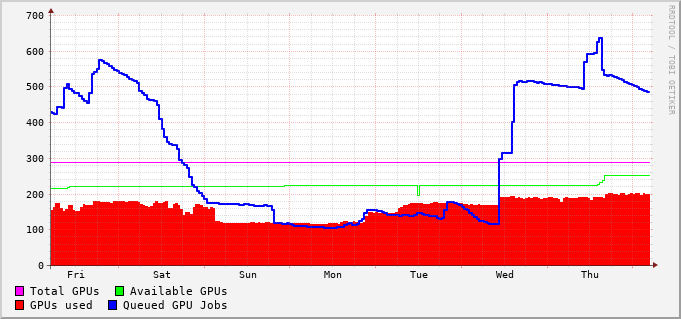 700
600
500
400
300
200
100
0
Fri Sat Sun Mon Tue Wed Thu
Total GPUs Available GPUs
GPUs used Queued GPU Jobs
RRDTOOL / TOBI OETIKER